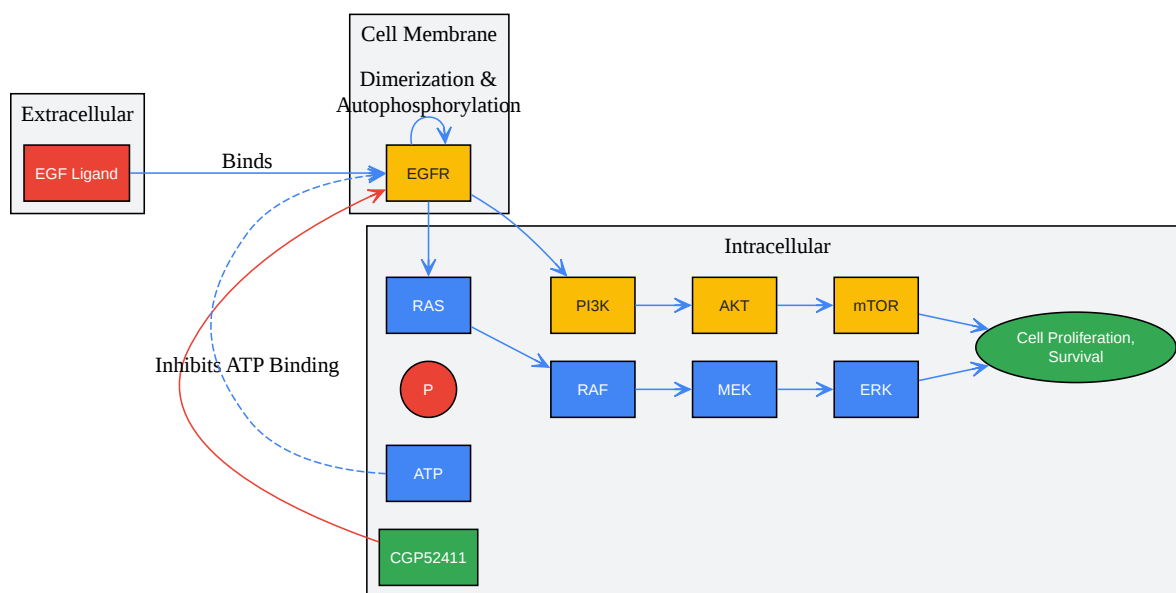 Cell Membrane
Dimerization &
Autophosphorylation
Extracellular
EGF Ligand
Binds
EGFR
Intracellular
RAS
PI3K
AKT
mTOR
Cell Proliferation,
Survival
Inhibits ATP Binding
P
RAF
MEK
ERK
ATP
CGP52411